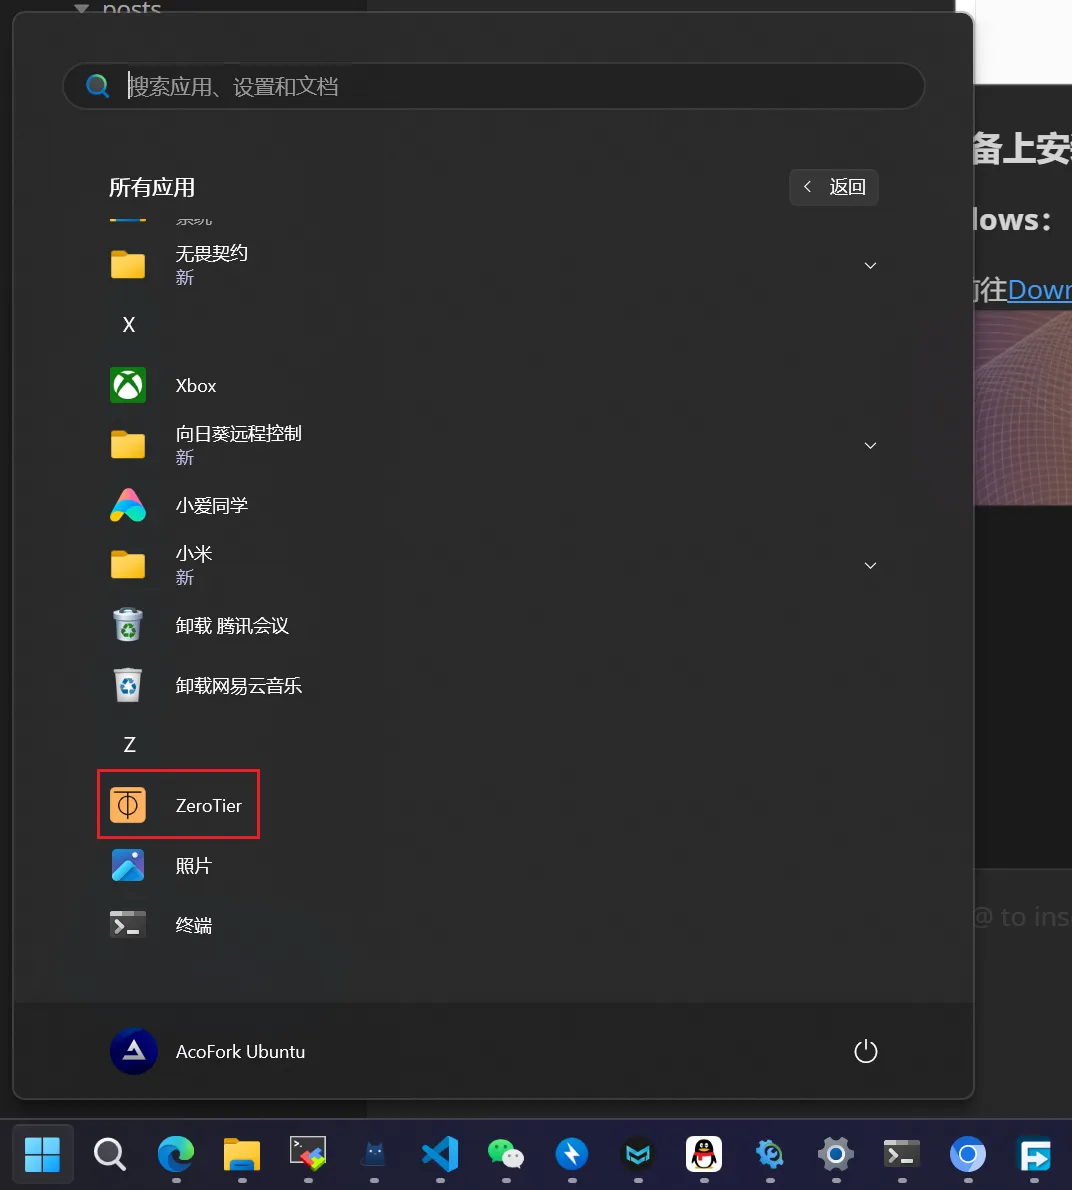 posts
搜索应用、设置和文档
所有应用
返回
系统
无畏契约
新
X
Xbox
向日葵远程控制
新
小爱同学
小米
新
卸载 腾讯会议
卸载网易云音乐
Z
ZeroTier
照片
终端
AcoFork Ubuntu
备上安
dows：
前往Down
@ to ins